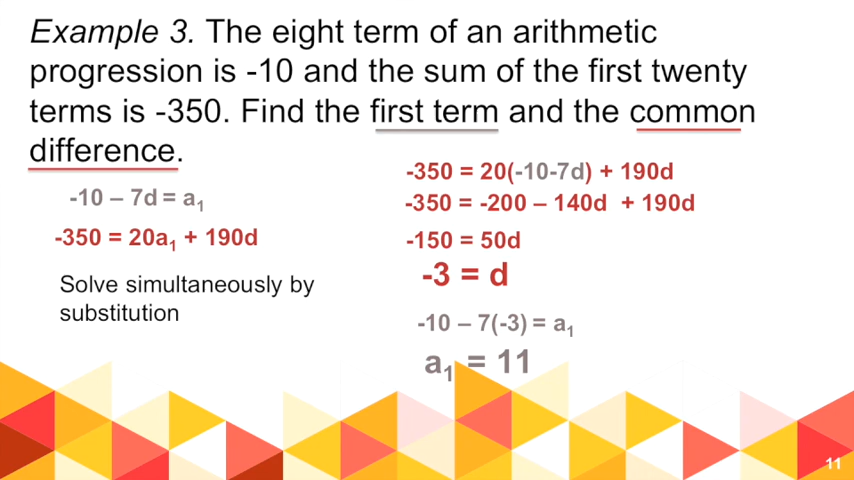 Example 3. The eight term of an arithmetic
progression is -10 and the sum of the first twenty
terms is -350. Find the first term and the common
difference.
-10 – 7d = a₁
-350 = 20a₁ + 190d
Solve simultaneously by
substitution
-350 = 20(-10-7d) + 190d
-350 = -200 – 140d + 190d
-150 = 50d
-3 = d
-10 – 7(-3) = a₁
a₁ = 11
11